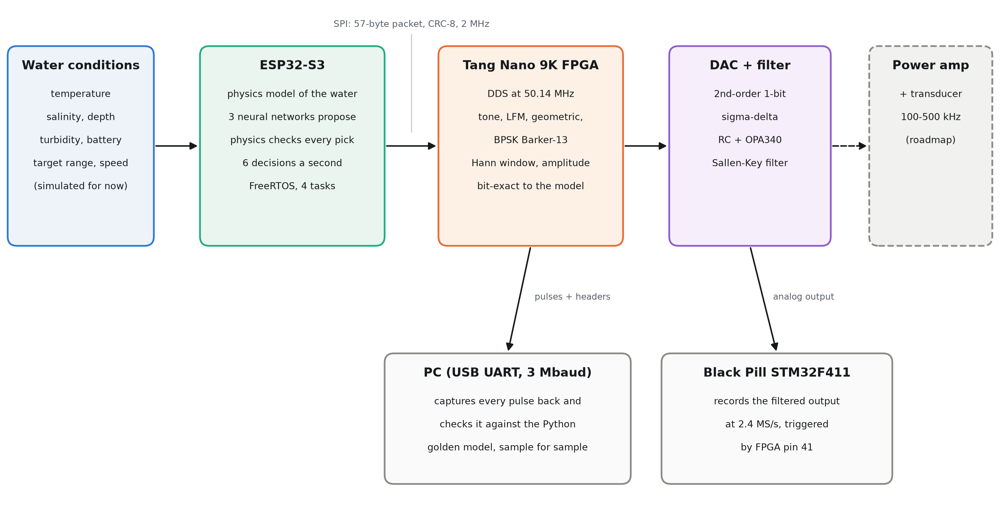 SPI: 57-byte packet, CRC-8, 2 MHz
Water conditions
temperature
salinity, depth
turbidity, battery
target range, speed
(simulated for now)
ESP32-S3
physics model of the water
3 neural networks propose
physics checks every pick
6 decisions a second
FreeRTOS, 4 tasks
Tang Nano 9K FPGA
DDS at 50.14 MHz
tone, LFM, geometric,
BPSK Barker-13
Hann window, amplitude
bit-exact to the model
DAC + filter
2nd-order 1-bit
sigma-delta
RC + OPA340
Sallen-Key filter
Power amp
+ transducer
100-500 kHz
(roadmap)
pulses + headers
analog output
PC (USB UART, 3 Mbaud)
captures every pulse back and
checks it against the Python
golden model, sample for sample
Black Pill STM32F411
records the filtered output
at 2.4 MS/s, triggered
by FPGA pin 41